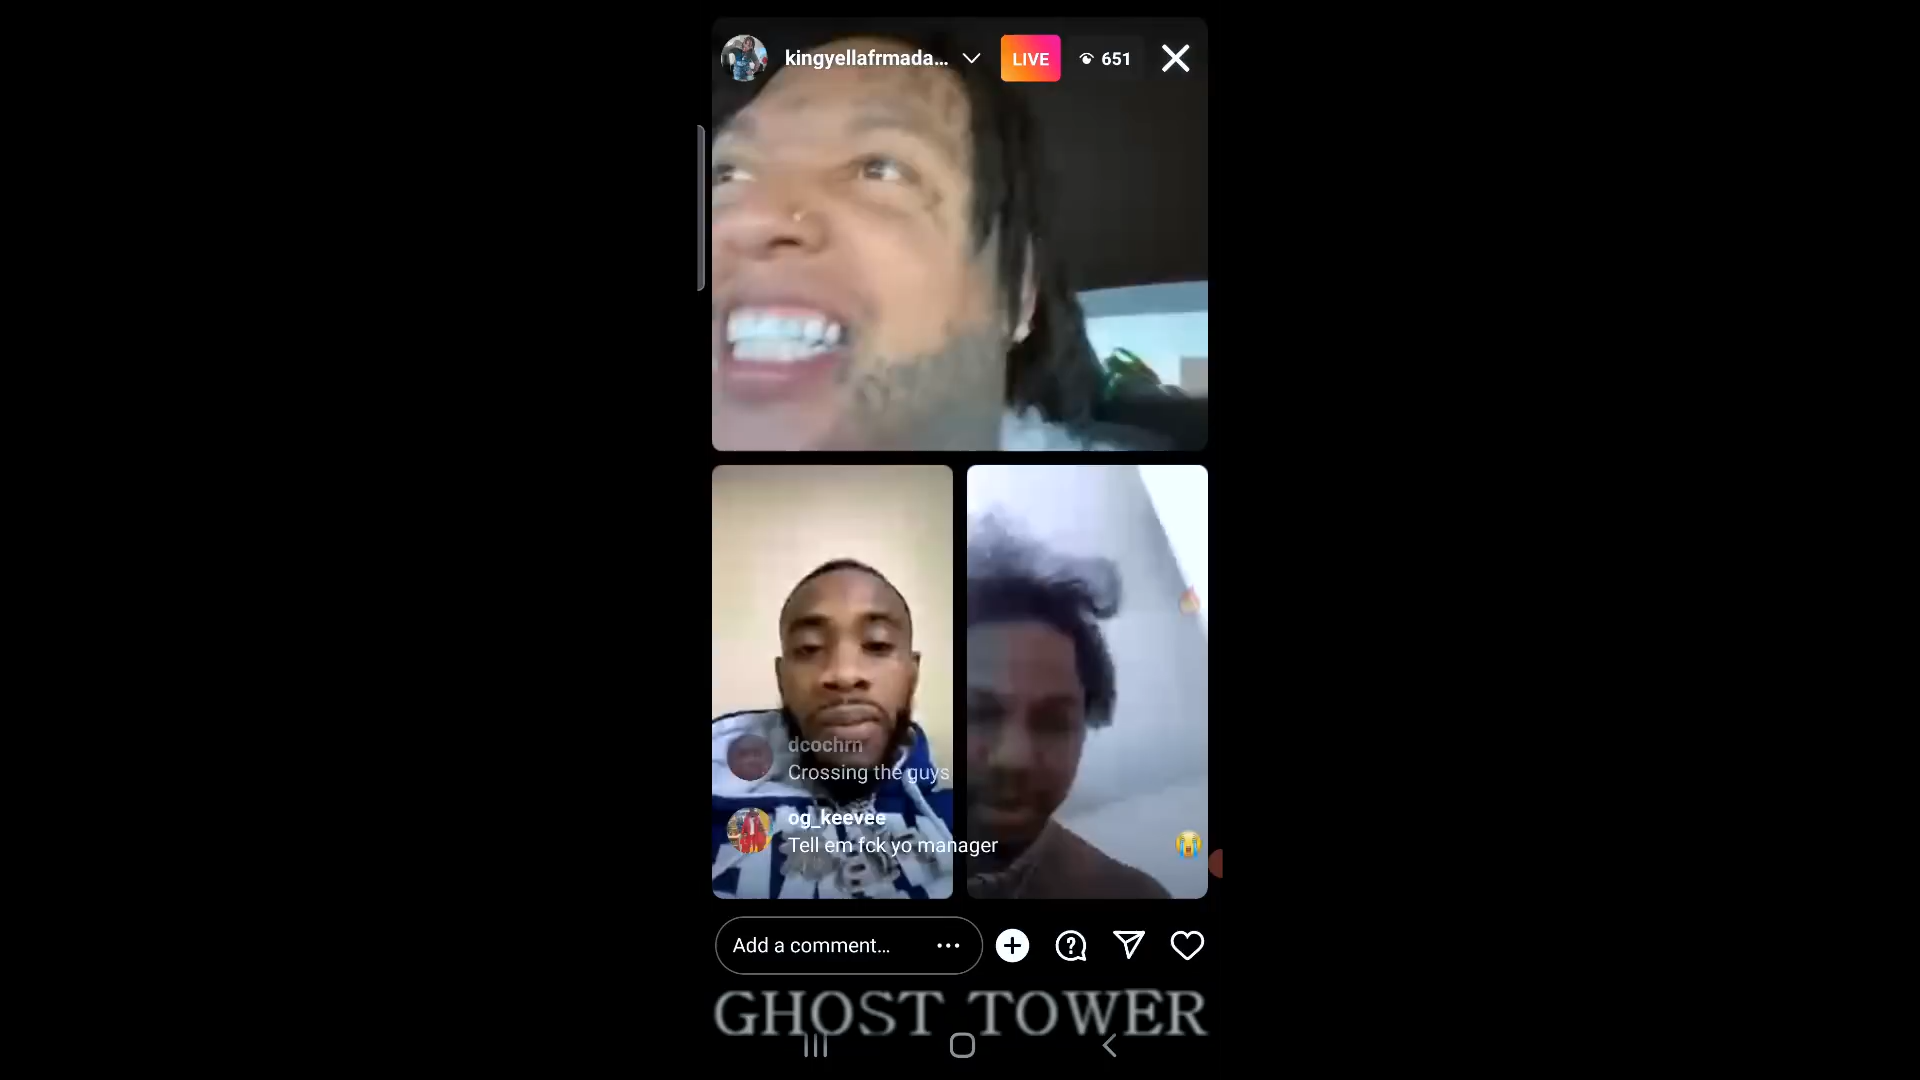 kingyellafrmada...
LIVE
651
dcochrn
Crossing the guys
og_keevee
Tell em fck yo manager
Add a comment...
GHOST TOWER